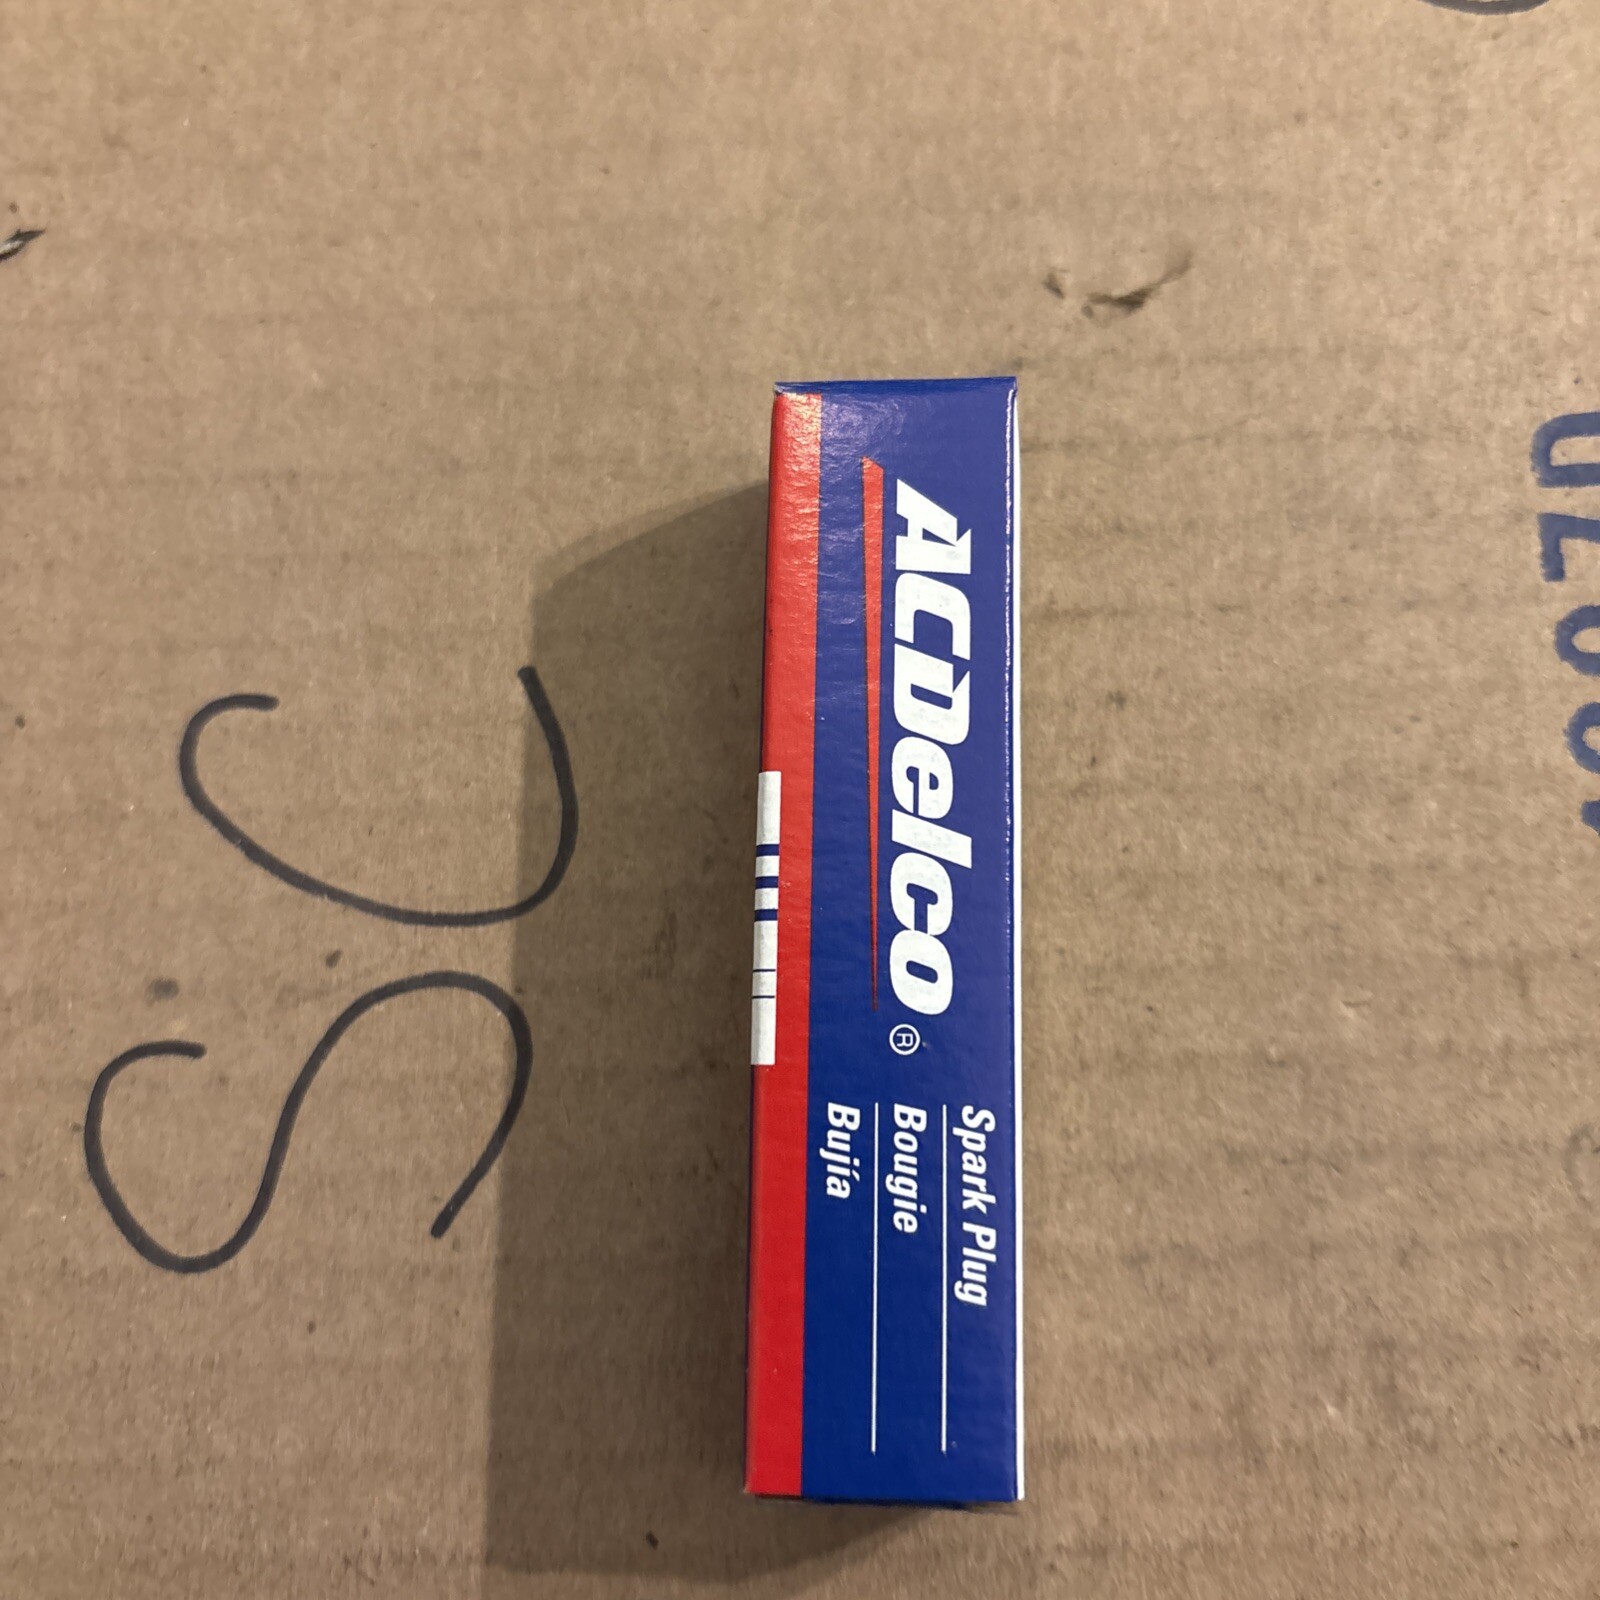 ACDelco®
Spark Plug
Bougie
Bujía
SC